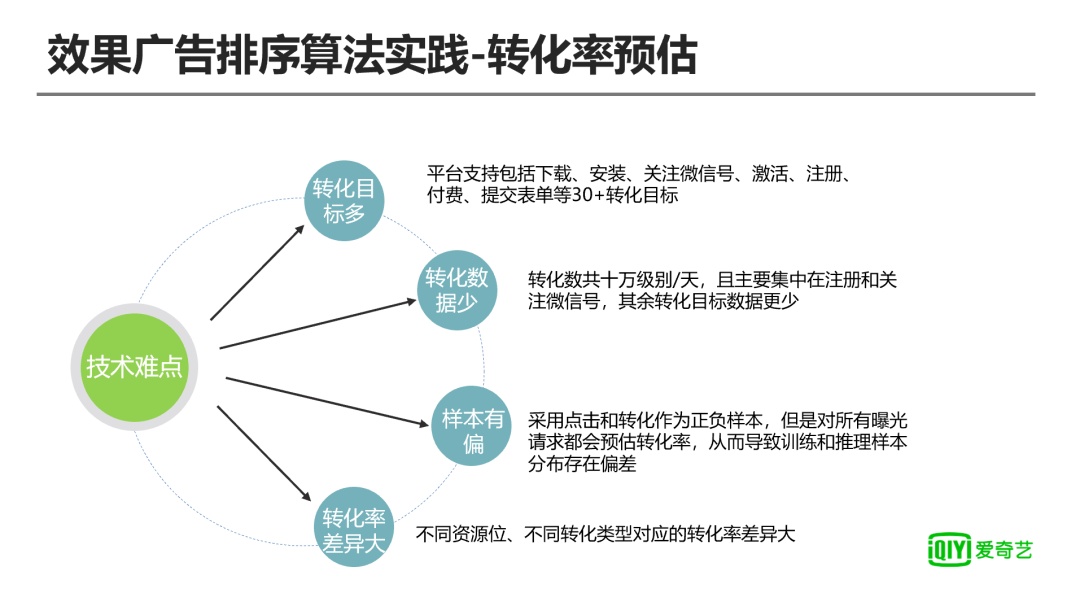 效果广告排序算法实践-转化率预估
转化目
标多
平台支持包括下载、安装、关注微信号、激活、注册、
付费、提交表单等30+转化目标
转化数
据少
转化数共十万级别/天，且主要集中在注册和关
注微信号，其余转化目标数据更少
技术难点
样本有
偏
采用点击和转化作为正负样本，但是对所有曝光
请求都会预估转化率，从而导致训练和推理样本
分布存在偏差
转化率
差异大
不同资源位、不同转化类型对应的转化率差异大
iQIYI 爱奇艺